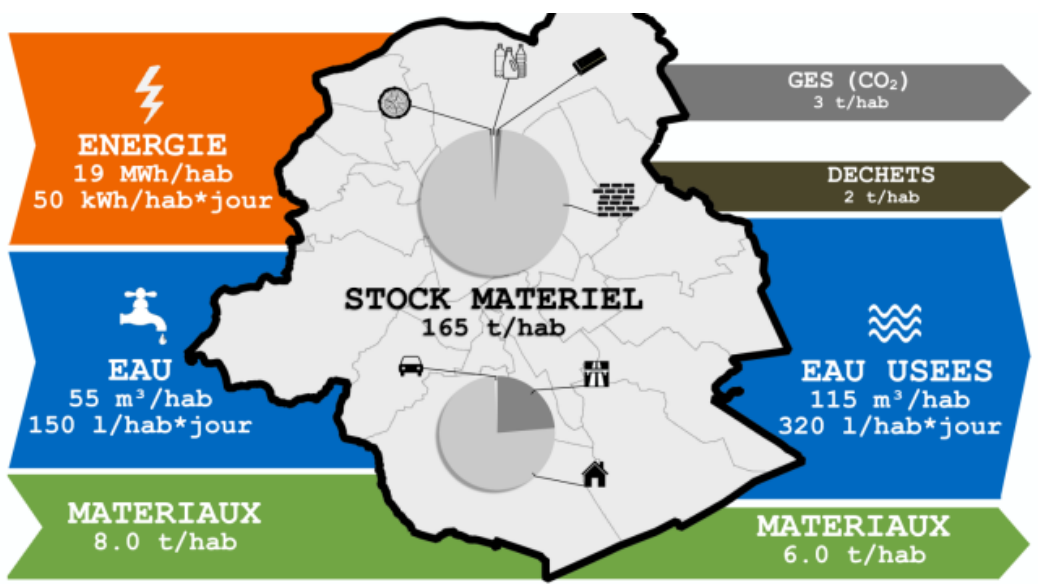 ENERGIE
19 MWh/hab
50 kWh/hab*jour
EAU
55 m³/hab
150 l/hab*jour
MATERIAUX
8.0 t/hab
STOCK MATERIEL
165 t/hab
GES (CO₂)
3 t/hab
DECHETS
2 t/hab
EAU USEES
115 m³/hab
320 l/hab*jour
MATERIAUX
6.0 t/hab